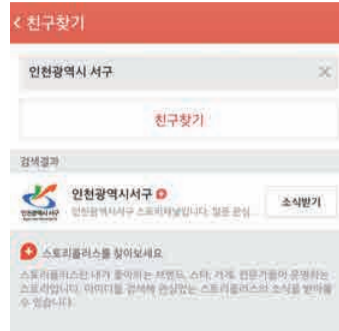 < 친구찾기
인천광역시 서구
친구찾기
검색결과
인천광역시서구
인천광역시서구 스토리채널입니다. 많은 관심
소식받기
스토리플러스를 찾아보세요
스토리플러스란 내가 좋아하는 브랜드, 스타, 가게, 전문가들이 운영하는
스토리입니다. 아이디를 검색해 관심있는 스토리플러스의 소식을 받아볼
수 있습니다.